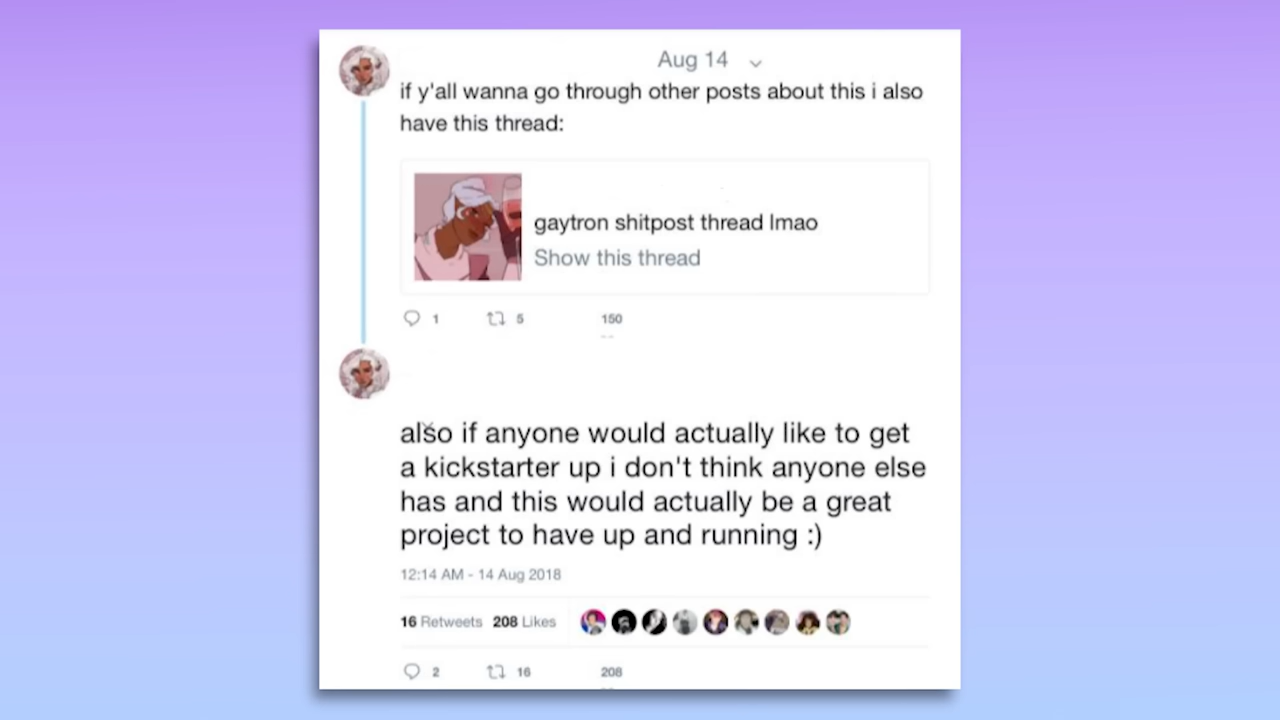 Aug 14
if y'all wanna go through other posts about this i also
have this thread:
gaytron shitpost thread lmao
Show this thread
1 5 150
also if anyone would actually like to get
a kickstarter up i don't think anyone else
has and this would actually be a great
project to have up and running :)
12:14 AM - 14 Aug 2018
16 Retweets 208 Likes
2 16 208